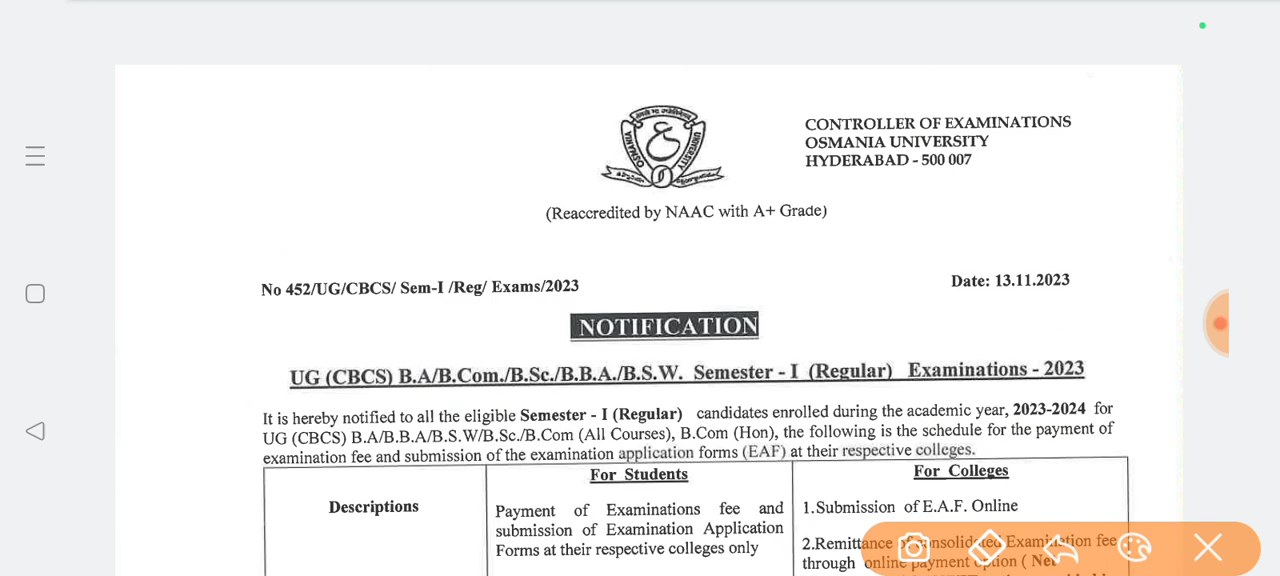 OSMANIA UNIVERSITY
CONTROLLER OF EXAMINATIONS
OSMANIA UNIVERSITY
HYDERABAD - 500 007
(Reaccredited by NAAC with A+ Grade)
No 452/UG/CBCS/ Sem-I /Reg/ Exams/2023
Date: 13.11.2023
NOTIFICATION
UG (CBCS) B.A/B.Com./B.Sc./B.B.A./B.S.W. Semester - I (Regular) Examinations - 2023
It is hereby notified to all the eligible Semester - I (Regular) candidates enrolled during the academic year, 2023-2024 for
UG (CBCS) B.A/B.B.A/B.S.W/B.Sc./B.Com (All Courses), B.Com (Hon), the following is the schedule for the payment of
examination fee and submission of the examination application forms (EAF) at their respective colleges.
Descriptions
For Students
Payment of Examinations fee and
submission of Examination Application
Forms at their respective colleges only
For Colleges
1.Submission of E.A.F. Online
2.Remittance of consolidated Examination fee
through online payment option ( Net